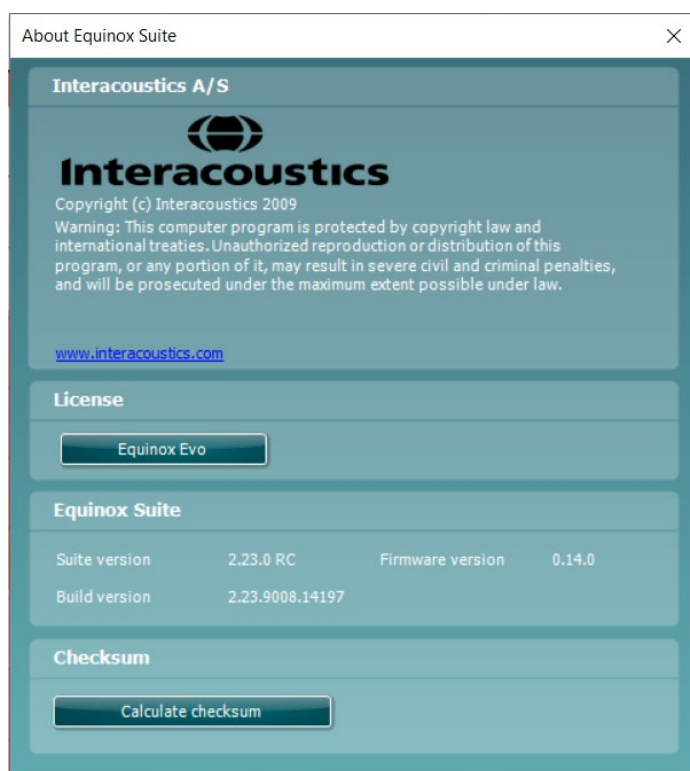 About Equinox Suite
Interacoustics A/S
Interacoustics
Copyright (c) Interacoustics 2009
Warning: This computer program is protected by copyright law and
international treaties. Unauthorized reproduction or distribution of this
program, or any portion of it, may result in severe civil and criminal penalties,
and will be prosecuted under the maximum extent possible under law.
www.interacoustics.com
License
Equinox Evo
Equinox Suite
Suite version 2.23.0 RC Firmware version 0.14.0
Build version 2.23.9008.14197
Checksum
Calculate checksum